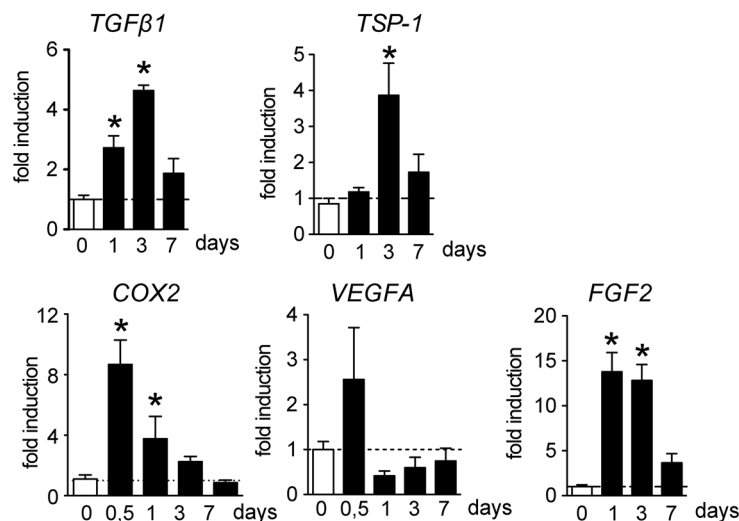 TGFβ1
fold induction
6
4
2
0
*
*
0 1 3 7 days
TSP-1
fold induction
5
4
3
2
1
0
*
0 1 3 7 days
COX2
fold induction
12
8
4
0
*
*
0 0,5 1 3 7 days
VEGFA
fold induction
4
3
2
1
0
0 0,5 1 3 7 days
FGF2
fold induction
20
15
10
5
0
*
*
0 1 3 7 days